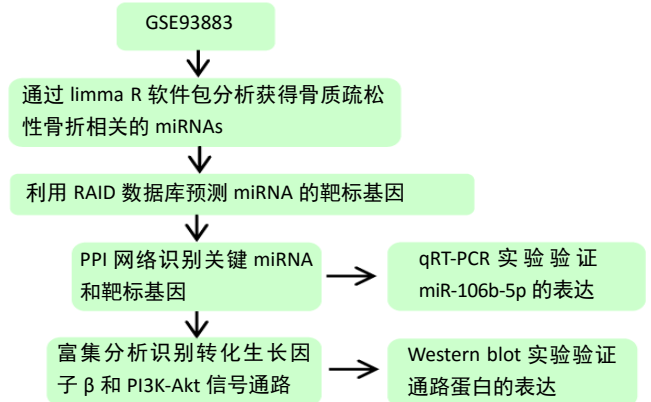 GSE93883
通过 limma R 软件包分析获得骨质疏松
性骨折相关的 miRNAs
利用 RAID 数据库预测 miRNA 的靶标基因
PPI 网络识别关键 miRNA
和靶标基因
qRT-PCR 实验验证
miR-106b-5p 的表达
富集分析识别转化生长因
子 β 和 PI3K-Akt 信号通路
Western blot 实验验证
通路蛋白的表达